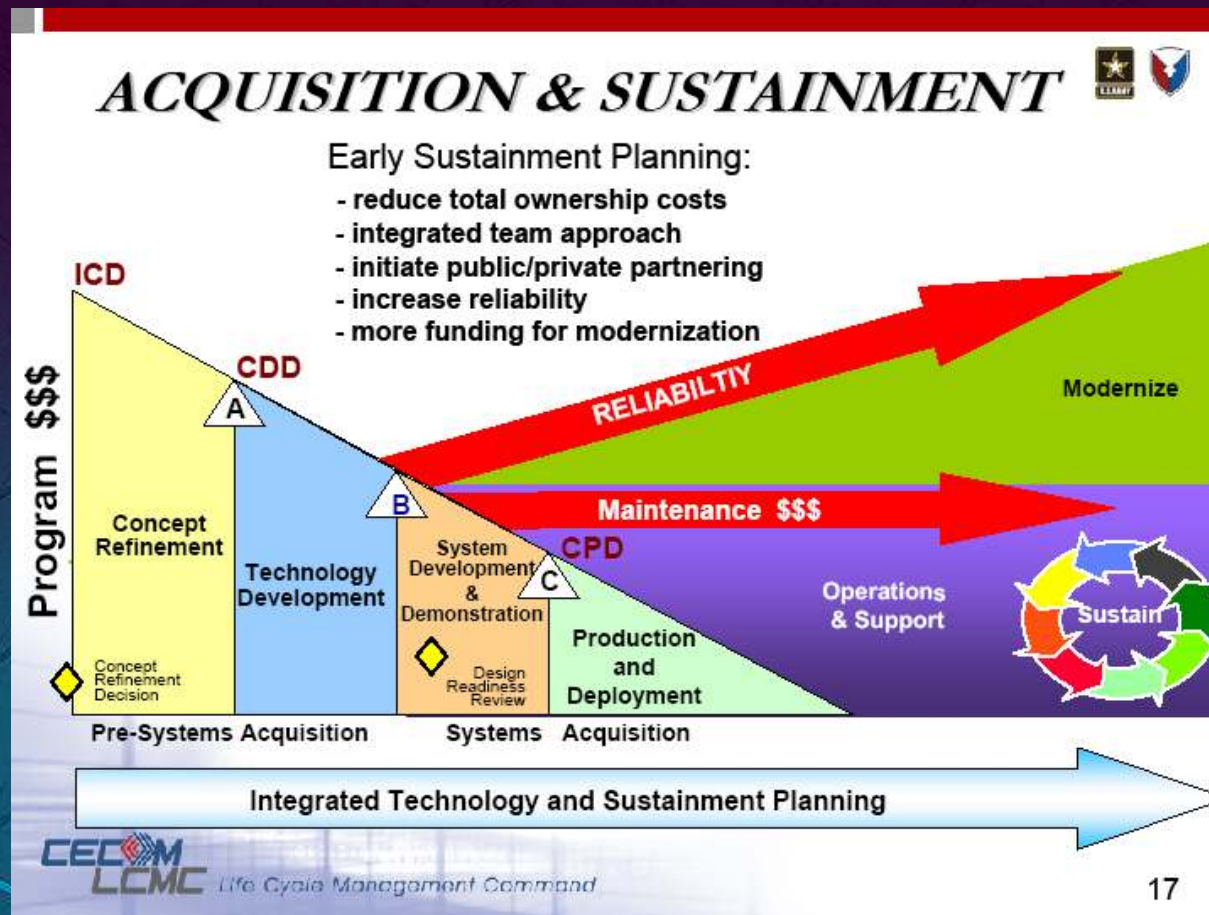 ACQUISITION & SUSTAINMENT
U.S.ARMY
Early Sustainment Planning:
- reduce total ownership costs
- integrated team approach
- initiate public/private partnering
- increase reliability
- more funding for modernization
ICD
CDD
A
B
C
CPD
Program $$$
RELIABILTIY
Modernize
Maintenance $$$
Concept
Refinement
Technology
Development
System
Development
&
Demonstration
Production
and
Deployment
Operations
& Support
Sustain
Concept
Refinement
Decision
Design
Readiness
Review
Pre-Systems Acquisition
Systems Acquisition
Integrated Technology and Sustainment Planning
CECOM
LCMC Life Cycle Management Command
17